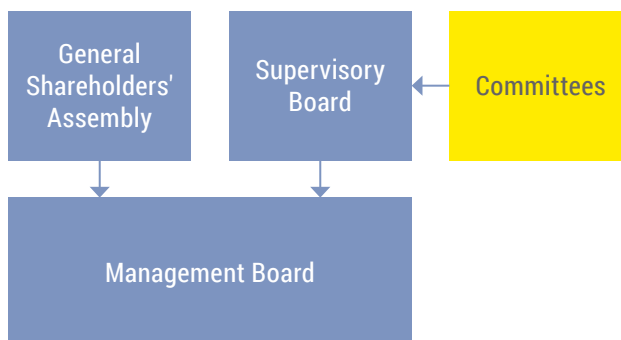 General
Shareholders'
Assembly
Supervisory
Board
Committees
Management Board